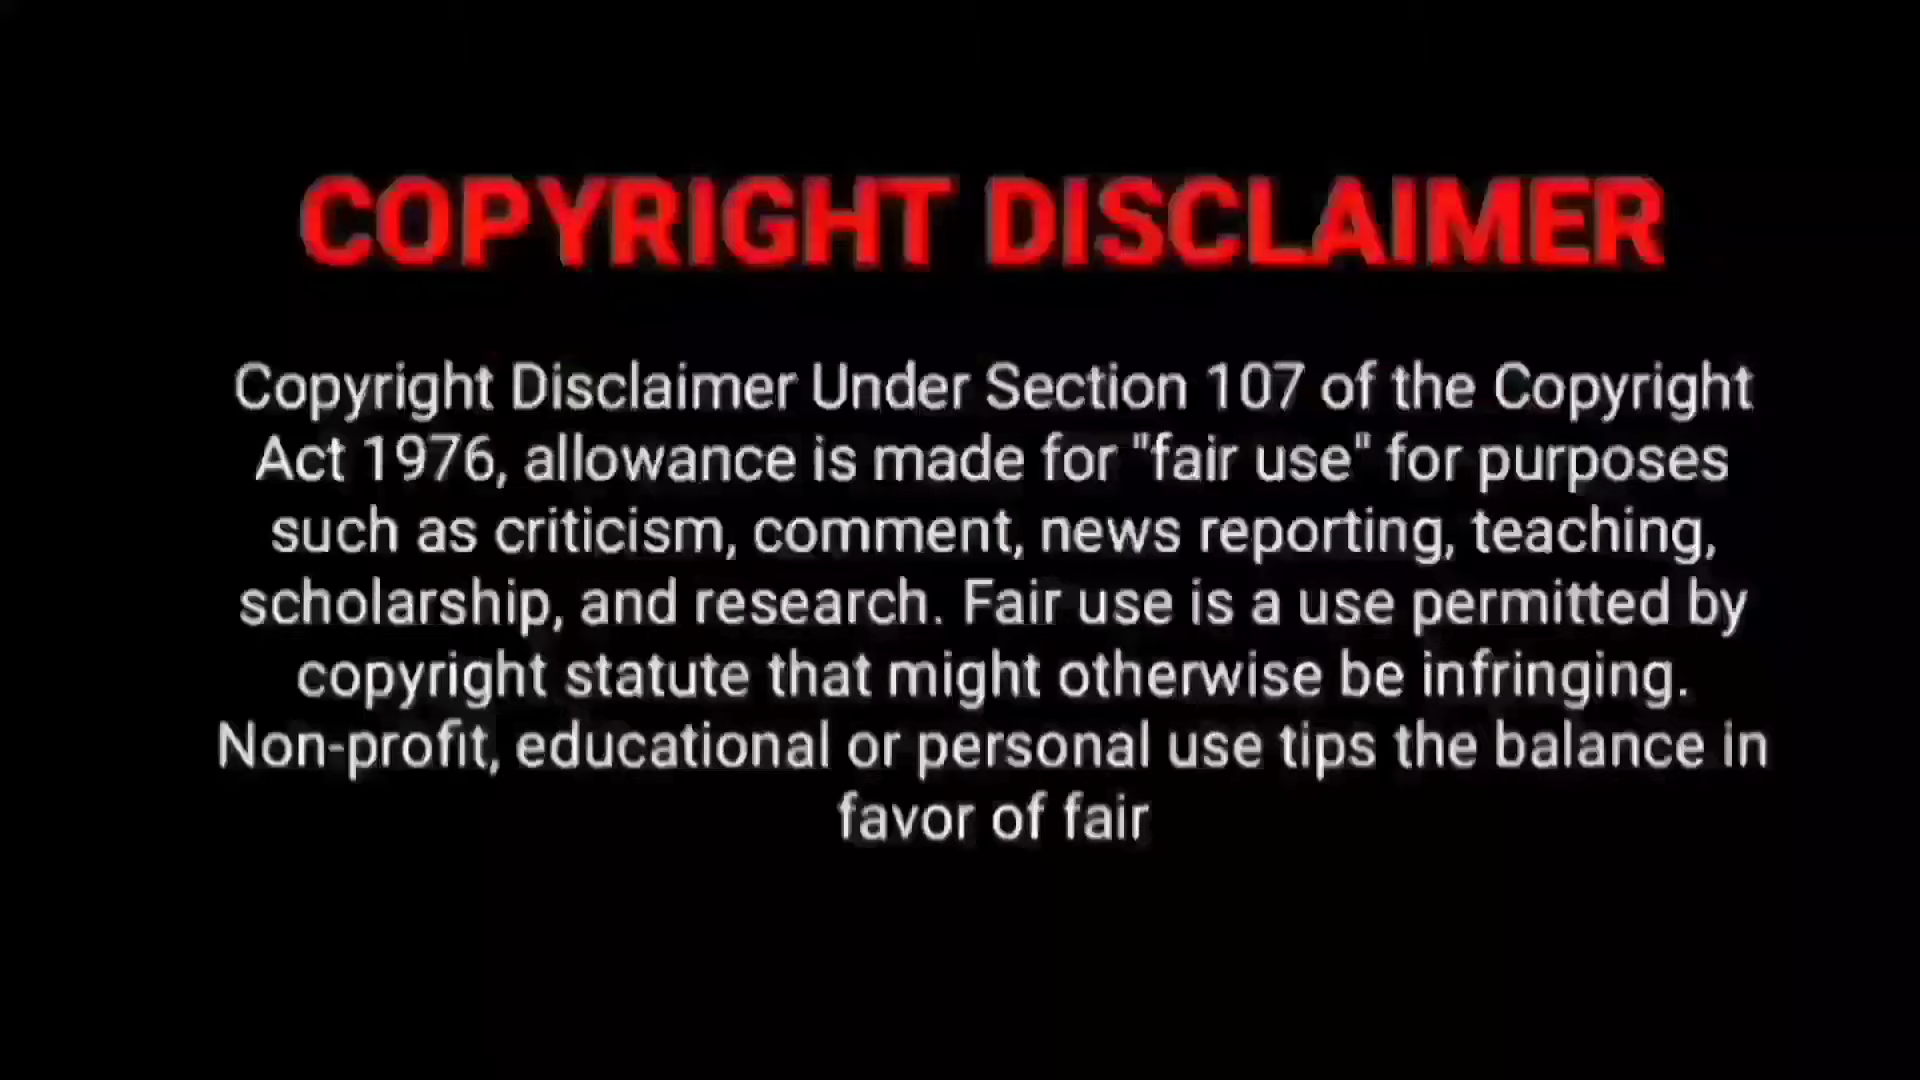 COPYRIGHT DISCLAIMER
Copyright Disclaimer Under Section 107 of the Copyright
Act 1976, allowance is made for "fair use" for purposes
such as criticism, comment, news reporting, teaching,
scholarship, and research. Fair use is a use permitted by
copyright statute that might otherwise be infringing.
Non-profit, educational or personal use tips the balance in
favor of fair